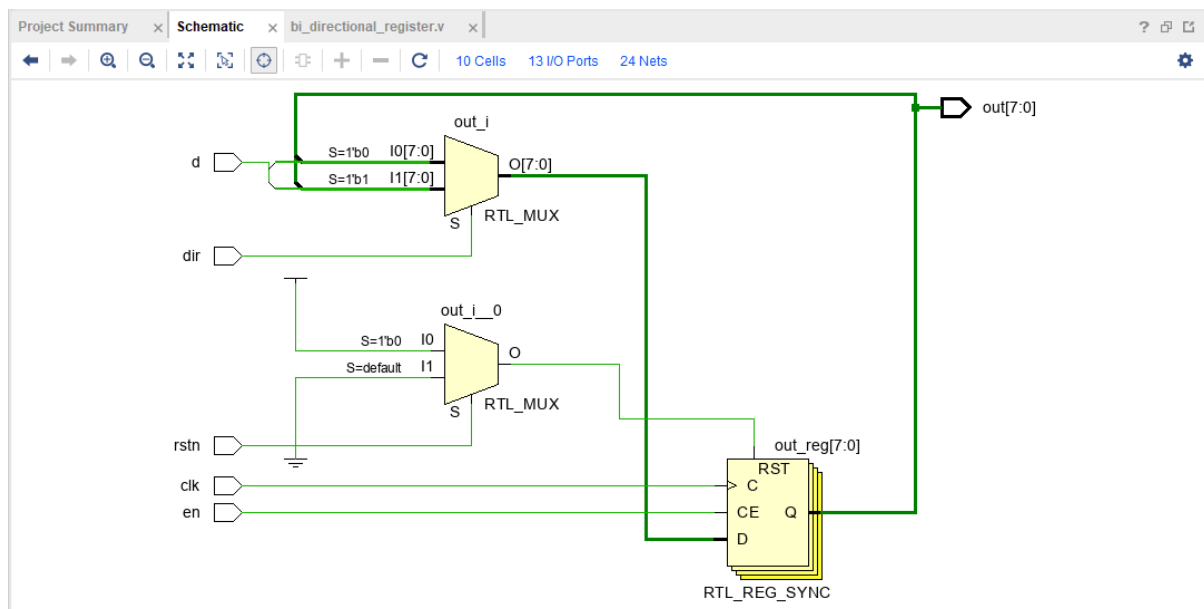 Project Summary × Schematic × bi_directional_register.v ×
?
10 Cells 13 I/O Ports 24 Nets
out[7:0]
out_i
d
S=1'b0 I0[7:0]
O[7:0]
S=1'b1 I1[7:0]
S RTL_MUX
dir
out_i__0
S=1'b0 I0
O
S=default I1
S RTL_MUX
rstn
out_reg[7:0]
RST
clk
C
en
CE Q
D
RTL_REG_SYNC